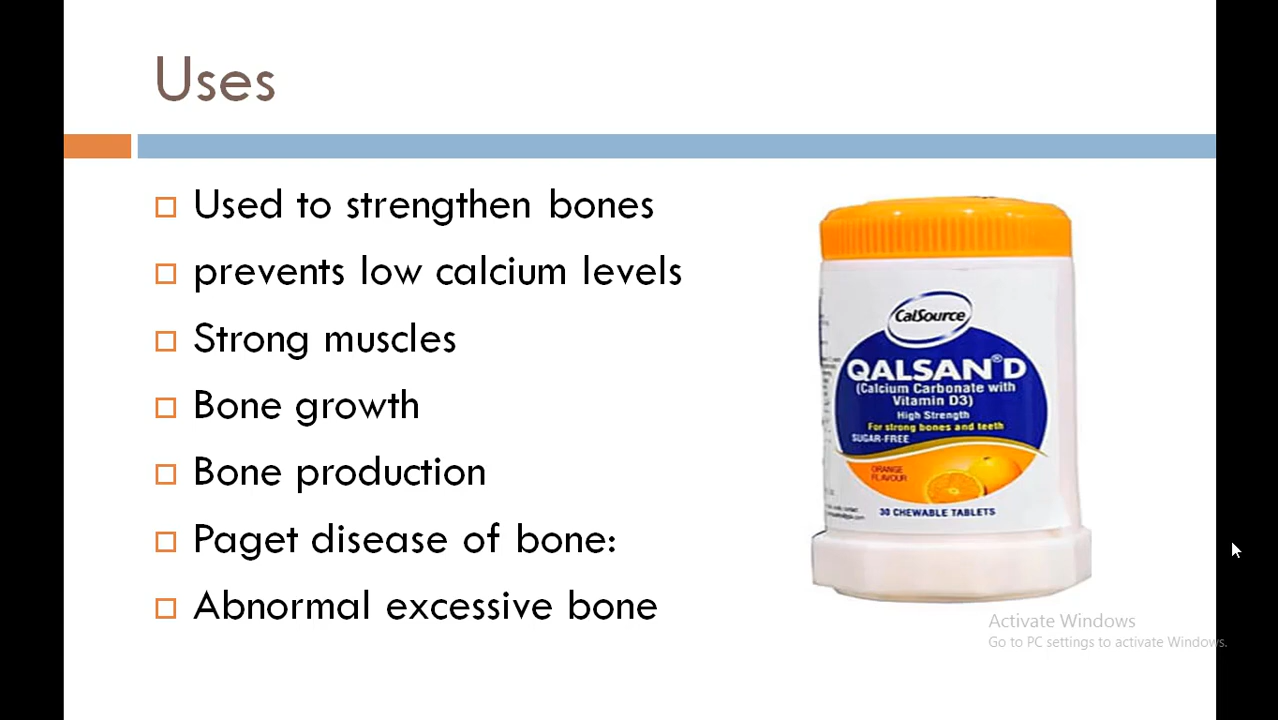 Uses
Used to strengthen bones
prevents low calcium levels
Strong muscles
Bone growth
Bone production
Paget disease of bone:
Abnormal excessive bone
CalSource
QALSAN® D
(Calcium Carbonate with
Vitamin D3)
High Strength
For strong bones and teeth
SUGAR-FREE
ORANGE
FLAVOUR
30 CHEWABLE TABLETS
Activate Windows
Go to PC settings to activate Windows.